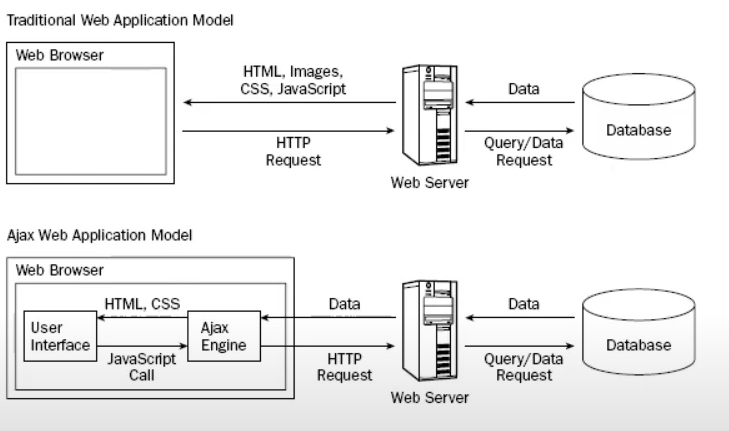 Traditional Web Application Model
Web Browser
HTML, Images,
CSS, JavaScript
HTTP
Request
Web Server
Data
Query/Data
Request
Database
Ajax Web Application Model
Web Browser
User
Interface
HTML, CSS
JavaScript
Call
Ajax
Engine
Data
HTTP
Request
Web Server
Data
Query/Data
Request
Database